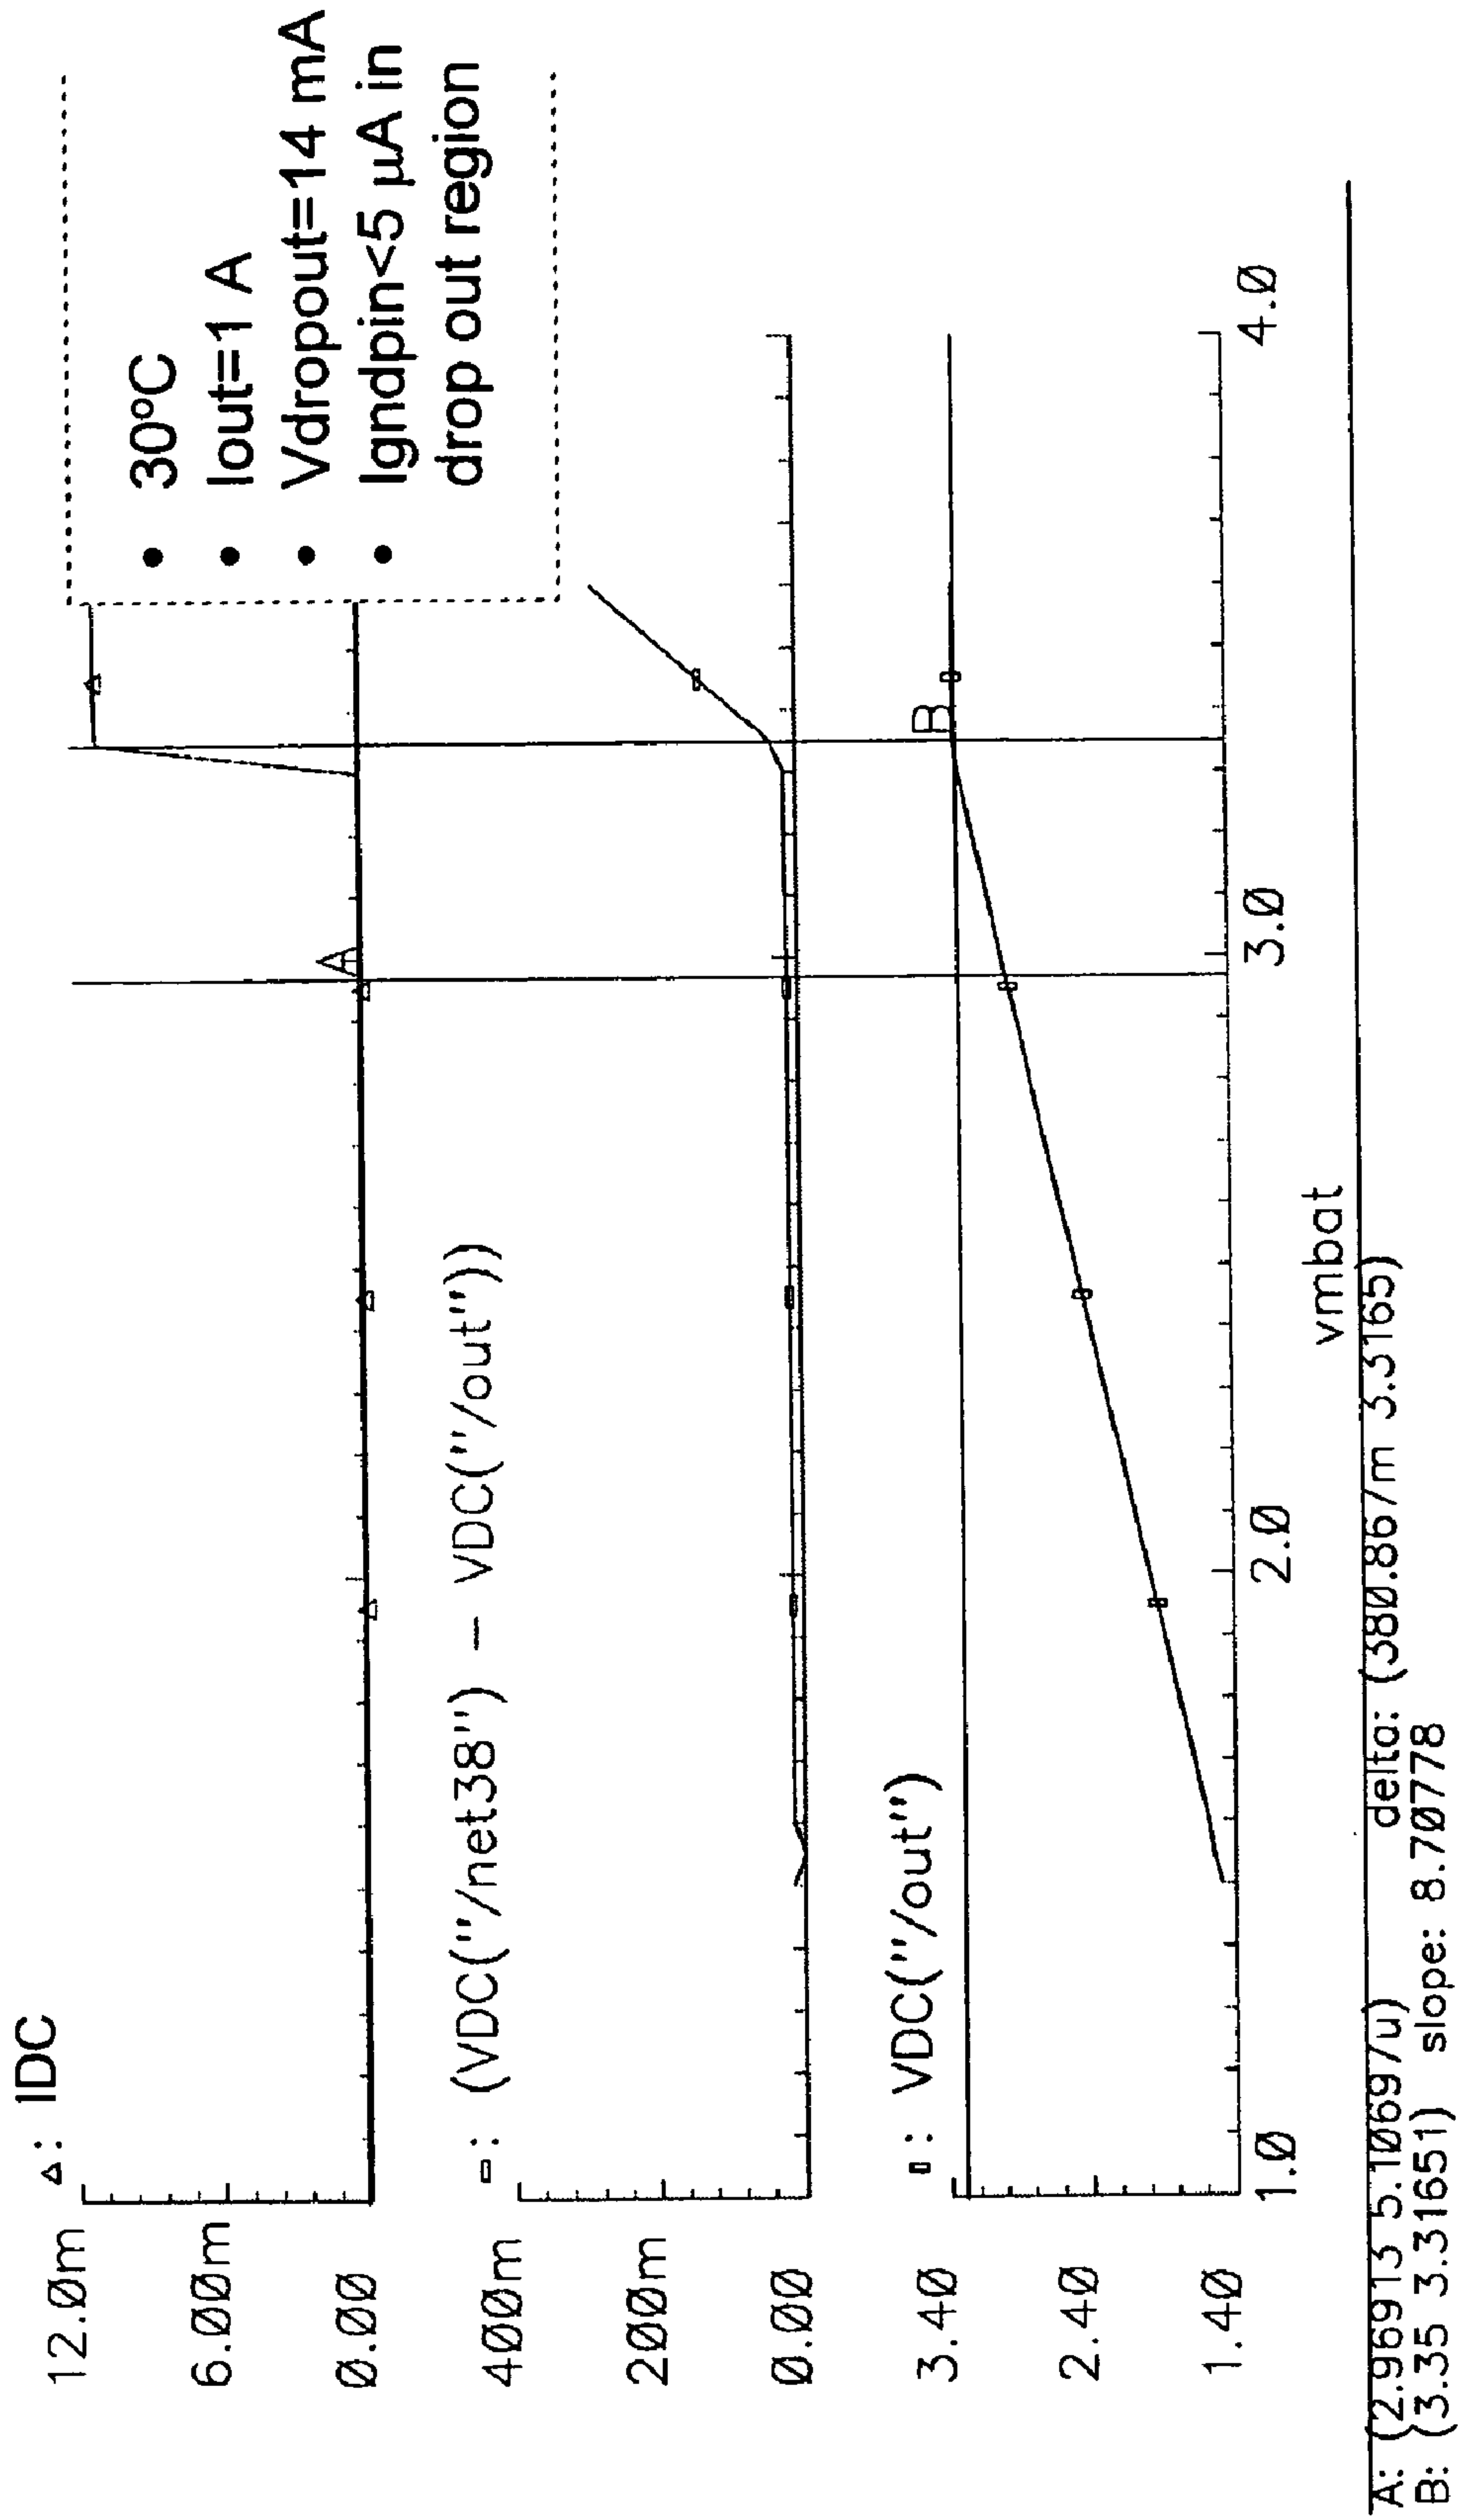 △: IDC
12.0m
6.00m
0.00
A
• 30ºC
• Iout=1 A
• Vdropout=14 mA
• Igndpin<5 µA in
drop out region
▯: (VDC("/net38") – VDC("/out"))
400m
200m
0.00
▯: VDC("/out")
B
3.40
2.40
1.40
1.0
2.0
3.0
4.0
vmbat
A: (2.96913 5.10697u) delta: (380.867m 3.3165)
B: (3.35 3.31651) slope: 8.70778